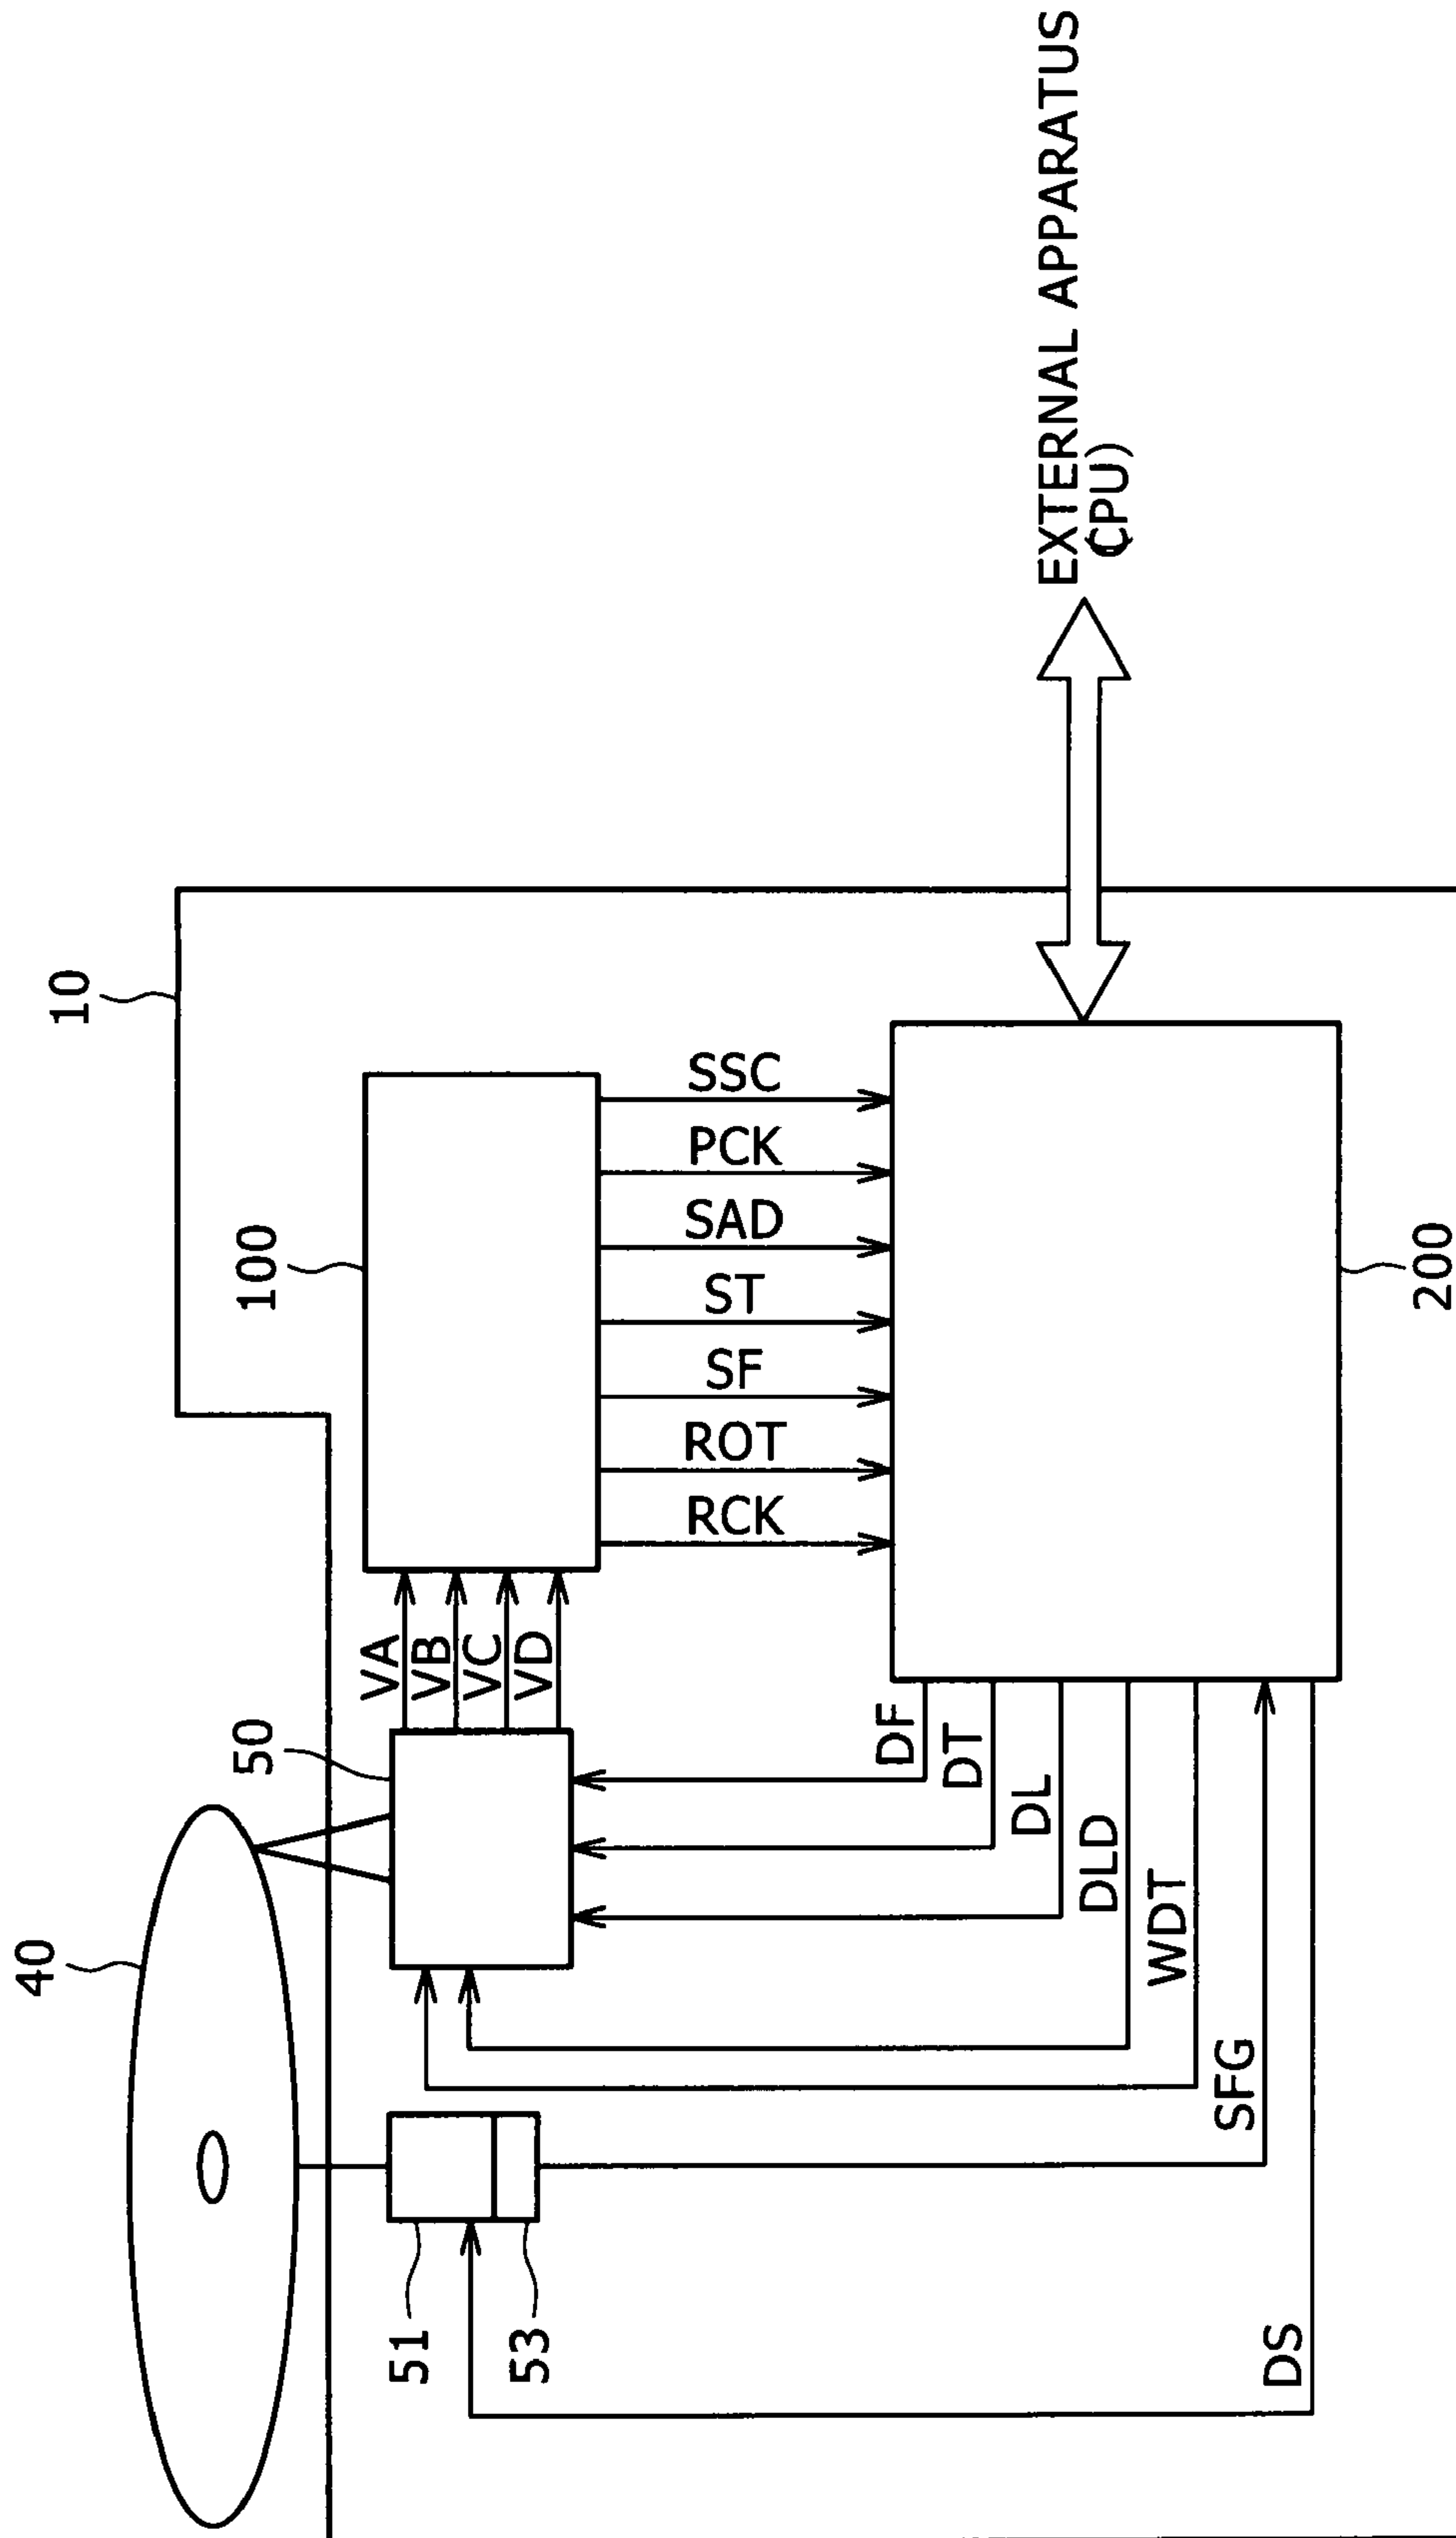 40
50
10
100
51
53
VA
VB
VC
VD
RCK
ROT
SF
ST
SAD
PCK
SSC
DF
DT
DL
DLD
WDT
SFG
DS
200
EXTERNAL APPARATUS
(CPU)